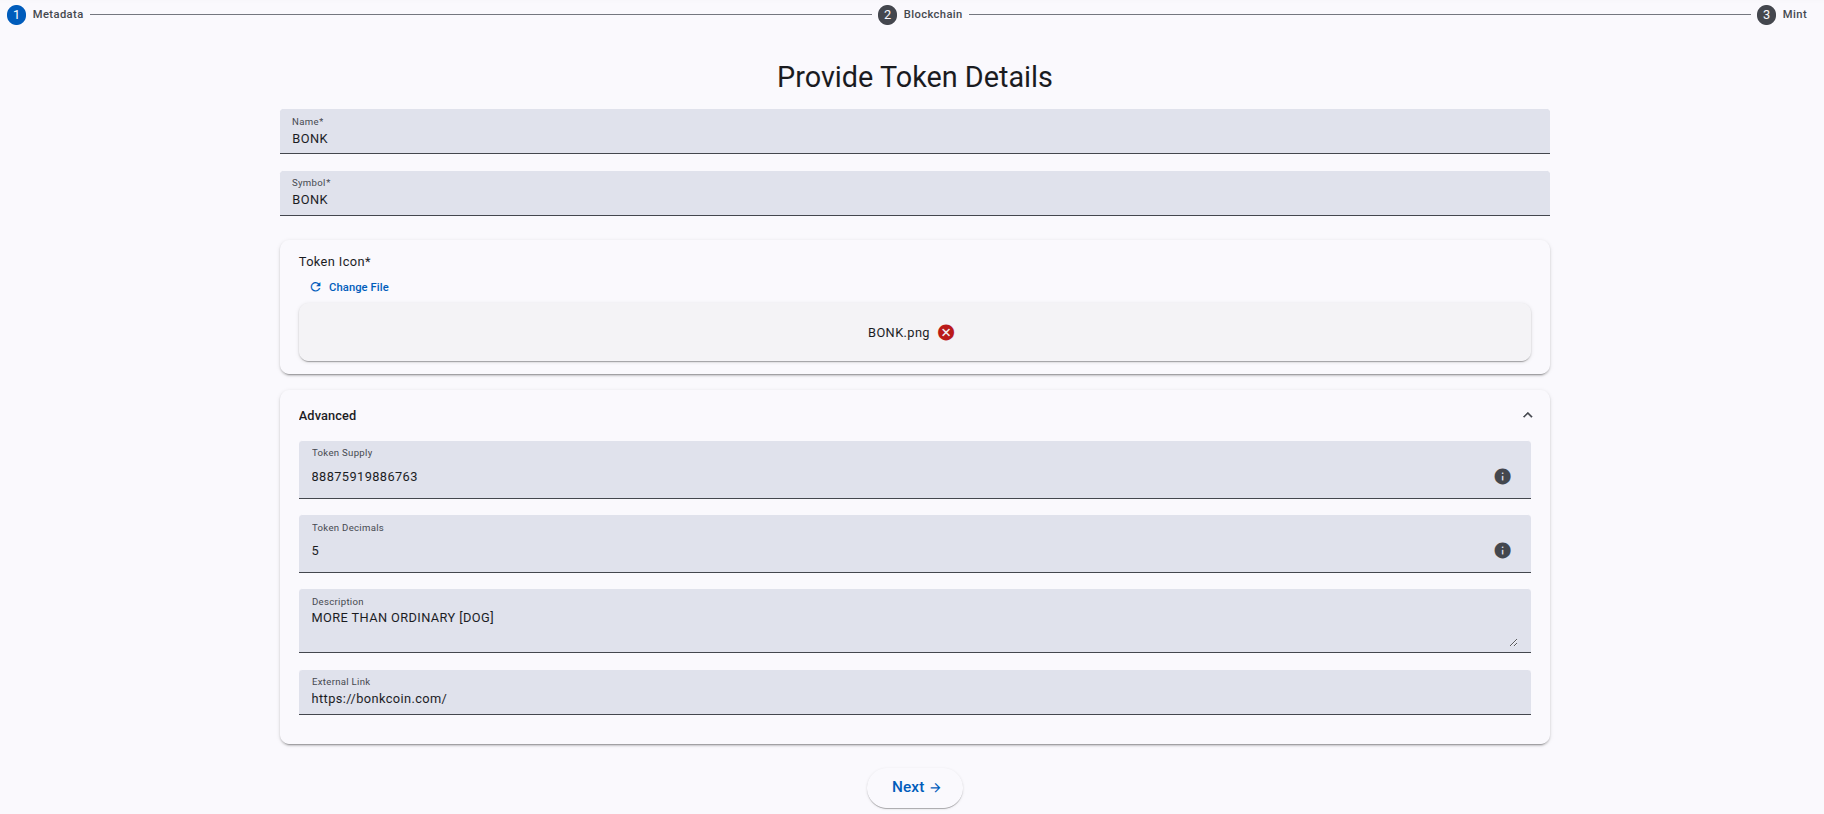 1 Metadata 2 Blockchain 3 Mint
Provide Token Details
Name*
BONK
Symbol*
BONK
Token Icon*
Change File
BONK.png
Advanced
Token Supply
88875919886763
Token Decimals
5
Description
MORE THAN ORDINARY [DOG]
External Link
https://bonkcoin.com/
Next